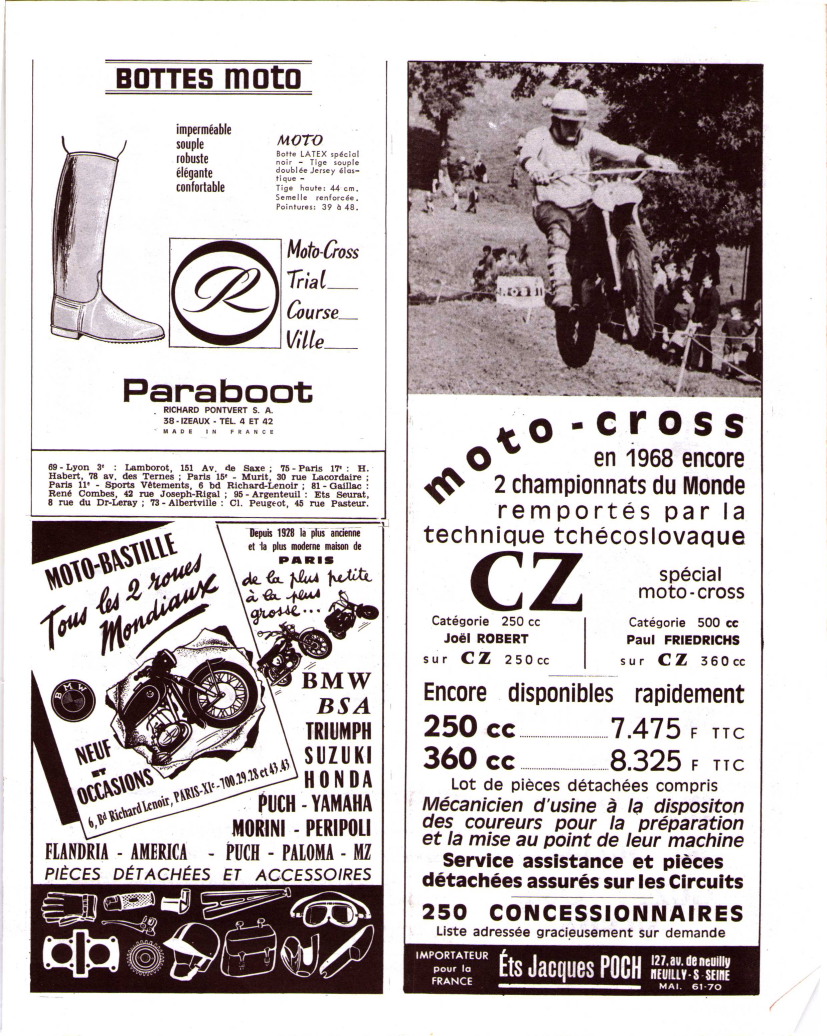 BOTTES moto
imperméable
souple
robuste
élégante
confortable
MOTO
Botte LATEX spécial
noir - Tige souple
doublée Jersey élas-
tique -
Tige haute: 44 cm.
Semelle renforcée.
Pointures: 39 à 48.
R
Moto-Cross
Trial
Course
Ville
Paraboot
RICHARD PONTVERT S. A.
38 - IZEAUX - TEL. 4 ET 42
MADE IN FRANCE
69 - Lyon 3e : Lamborot, 151 Av. de Saxe ; 75 - Paris 17e : H.
Habert, 78 av. des Ternes ; Paris 15e - Murit, 30 rue Lacordaire ;
Paris 11e - Sports Vêtements, 6 bd Richard-Lenoir ; 81 - Gaillac :
René Combes, 42 rue Joseph-Rigal ; 95 - Argenteuil : Ets Seurat,
8 rue du Dr-Leray ; 73 - Albertville : Cl. Peugeot, 45 rue Pasteur.
MOTO-BASTILLE
Tous les 2 roues
Mondiaux
Depuis 1928 la plus ancienne
et la plus moderne maison de
PARIS
de la plus petite
à la plus
grosse...
BMW
NEUF
ET
OCCASIONS
6, Bd Richard Lenoir, PARIS-XIe - 700.29.28 et 43.43
BMW
BSA
TRIUMPH
SUZUKI
HONDA
PUCH - YAMAHA
MORINI - PERIPOLI
FLANDRIA - AMERICA - PUCH - PALOMA - MZ
PIÈCES DÉTACHÉES ET ACCESSOIRES
ROSSI
moto-cross
en 1968 encore
2 championnats du Monde
remportés par la
technique tchécoslovaque
CZ
spécial
moto-cross
Catégorie 250 cc
Joël ROBERT
sur CZ 250 cc
Catégorie 500 cc
Paul FRIEDRICHS
sur CZ 360 cc
Encore disponibles rapidement
250 cc ........ 7.475 F TTC
360 cc ........ 8.325 F TTC
Lot de pièces détachées compris
Mécanicien d'usine à la dispositon
des coureurs pour la préparation
et la mise au point de leur machine
Service assistance et pièces
détachées assurés sur les Circuits
250 CONCESSIONNAIRES
Liste adressée gracieusement sur demande
IMPORTATEUR
pour la
FRANCE
Éts Jacques POCH
127, av. de neuilly
NEUILLY-S-SEINE
MAI. 61-70